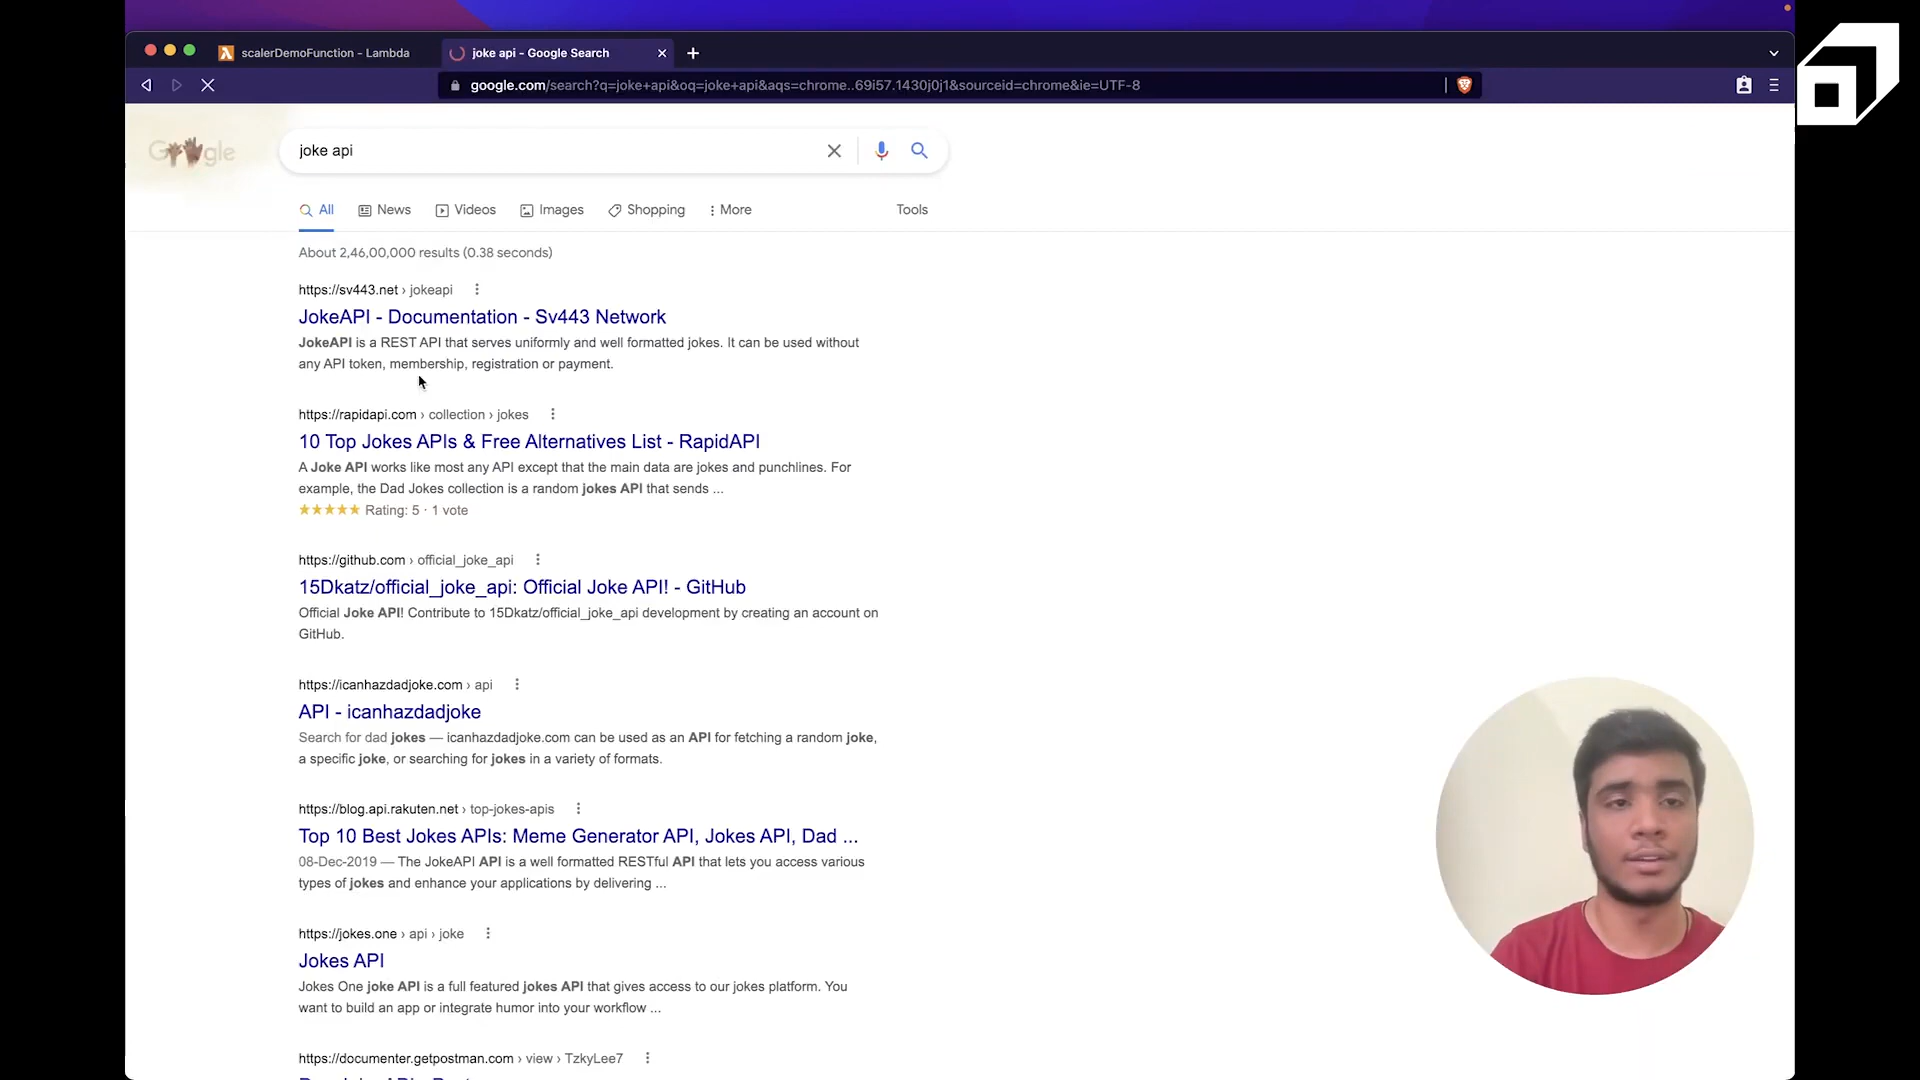 scalerDemoFunction - Lambda
joke api - Google Search
google.com/search?q=joke+api&oq=joke+api&aqs=chrome..69i57.1430j0j1&sourceid=chrome&ie=UTF-8
Google
joke api
All
News
Videos
Images
Shopping
More
Tools
About 2,46,00,000 results (0.38 seconds)
https://sv443.net › jokeapi
JokeAPI - Documentation - Sv443 Network
JokeAPI is a REST API that serves uniformly and well formatted jokes. It can be used without
any API token, membership, registration or payment.
https://rapidapi.com › collection › jokes
10 Top Jokes APIs & Free Alternatives List - RapidAPI
A Joke API works like most any API except that the main data are jokes and punchlines. For
example, the Dad Jokes collection is a random jokes API that sends ...
Rating: 5 · 1 vote
https://github.com › official_joke_api
15Dkatz/official_joke_api: Official Joke API! - GitHub
Official Joke API! Contribute to 15Dkatz/official_joke_api development by creating an account on
GitHub.
https://icanhazdadjoke.com › api
API - icanhazdadjoke
Search for dad jokes — icanhazdadjoke.com can be used as an API for fetching a random joke,
a specific joke, or searching for jokes in a variety of formats.
https://blog.api.rakuten.net › top-jokes-apis
Top 10 Best Jokes APIs: Meme Generator API, Jokes API, Dad ...
08-Dec-2019 — The JokeAPI API is a well formatted RESTful API that lets you access various
types of jokes and enhance your applications by delivering ...
https://jokes.one › api › joke
Jokes API
Jokes One joke API is a full featured jokes API that gives access to our jokes platform. You
want to build an app or integrate humor into your workflow ...
https://documenter.getpostman.com › view › TzkyLee7